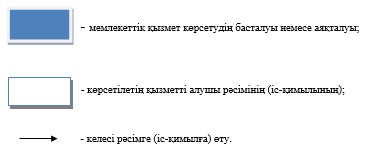 - мемлекеттік қызмет көрсетудің басталуы немесе аяқталуы;
- көрсетілетін қызметті алушы рәсімінің (іс-қимылының);
- келесі рәсімге (іс-қимылға) өту.